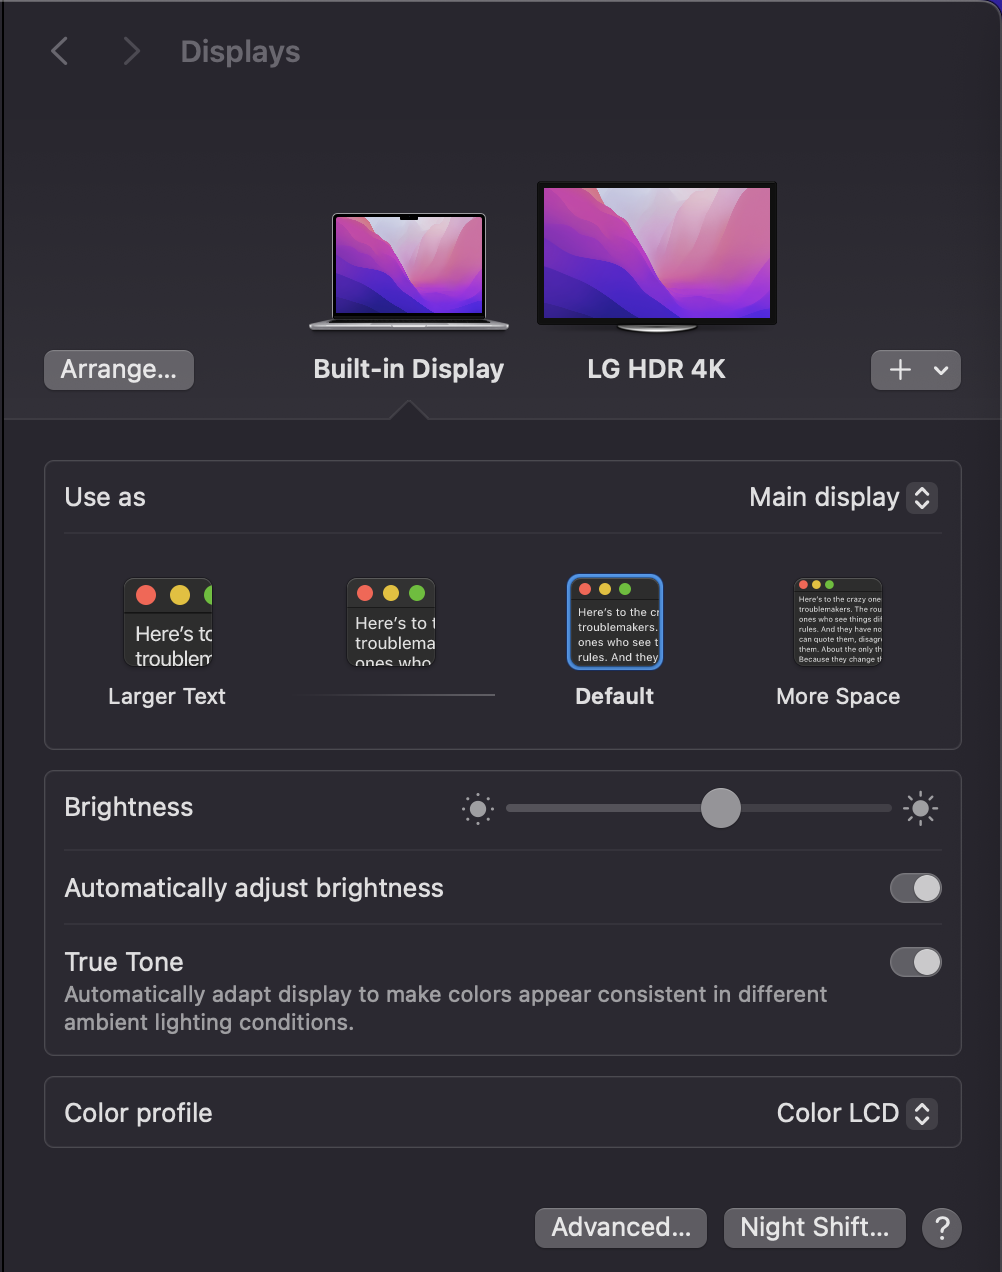 Displays
Arrange...
Built-in Display
LG HDR 4K
Use as
Main display
Here's to
troublem
Larger Text
Here's to t
troublema
ones who
Here's to the cr
troublemakers.
ones who see t
rules. And they
Default
Here's to the crazy one
troublemakers. The rou
ones who see things dif
rules. And they have no
can quote them, disagr
them. About the only th
Because they change th
More Space
Brightness
Automatically adjust brightness
True Tone
Automatically adapt display to make colors appear consistent in different
ambient lighting conditions.
Color profile
Color LCD
Advanced...
Night Shift...
?